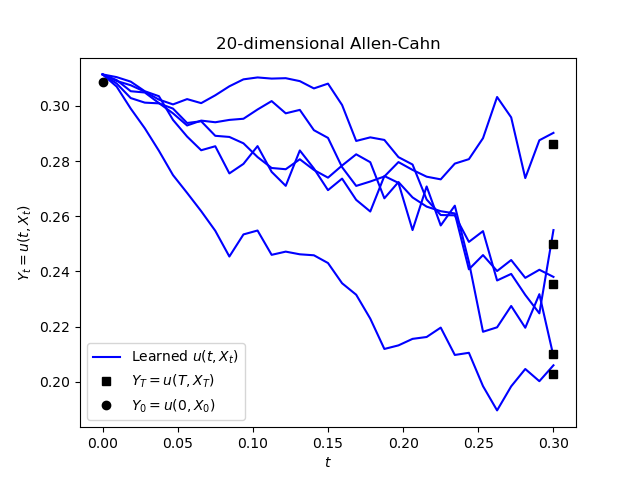 20-dimensional Allen-Cahn
Y_t = u(t, X_t)
0.30
0.28
0.26
0.24
0.22
0.20
Learned u(t, X_t)
Y_T = u(T, X_T)
Y_0 = u(0, X_0)
0.00 0.05 0.10 0.15 0.20 0.25 0.30
t